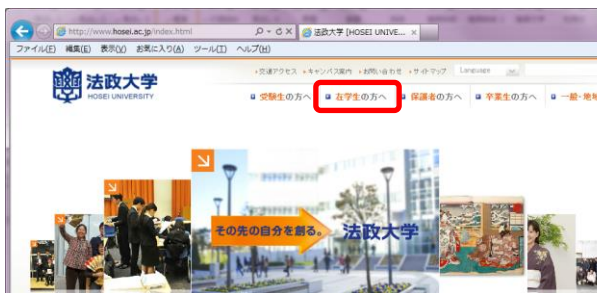 http://www.hosei.ac.jp/index.html
法政大学 [HOSEI UNIVE...
ファイル(F) 編集(E) 表示(V) お気に入り(A) ツール(T) ヘルプ(H)
交通アクセス キャンパス案内 お問い合わせ サイトマップ Language
法政大学
HOSEI UNIVERSITY
受験生の方へ 在学生の方へ 保護者の方へ 卒業生の方へ 一般・地
その先の自分を創る。 法政大学